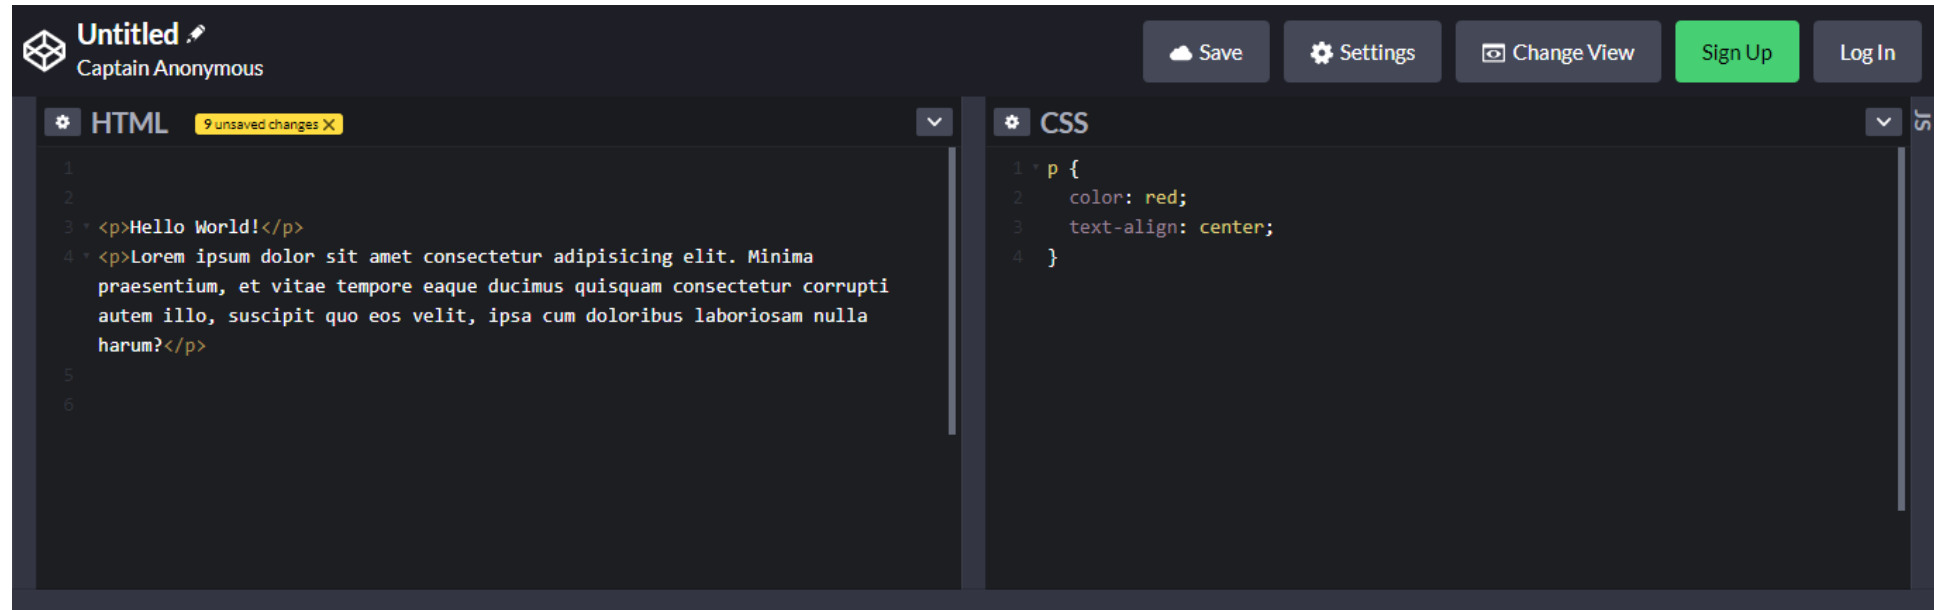 Untitled
Captain Anonymous
Save
Settings
Change View
Sign Up
Log In
HTML
9 unsaved changes X
1
2
3 <p>Hello World!</p>
4 <p>Lorem ipsum dolor sit amet consectetur adipisicing elit. Minima
praesentium, et vitae tempore eaque ducimus quisquam consectetur corrupti
autem illo, suscipit quo eos velit, ipsa cum doloribus laboriosam nulla
harum?</p>
5
6
CSS
1 p {
2 color: red;
3 text-align: center;
4 }
JS